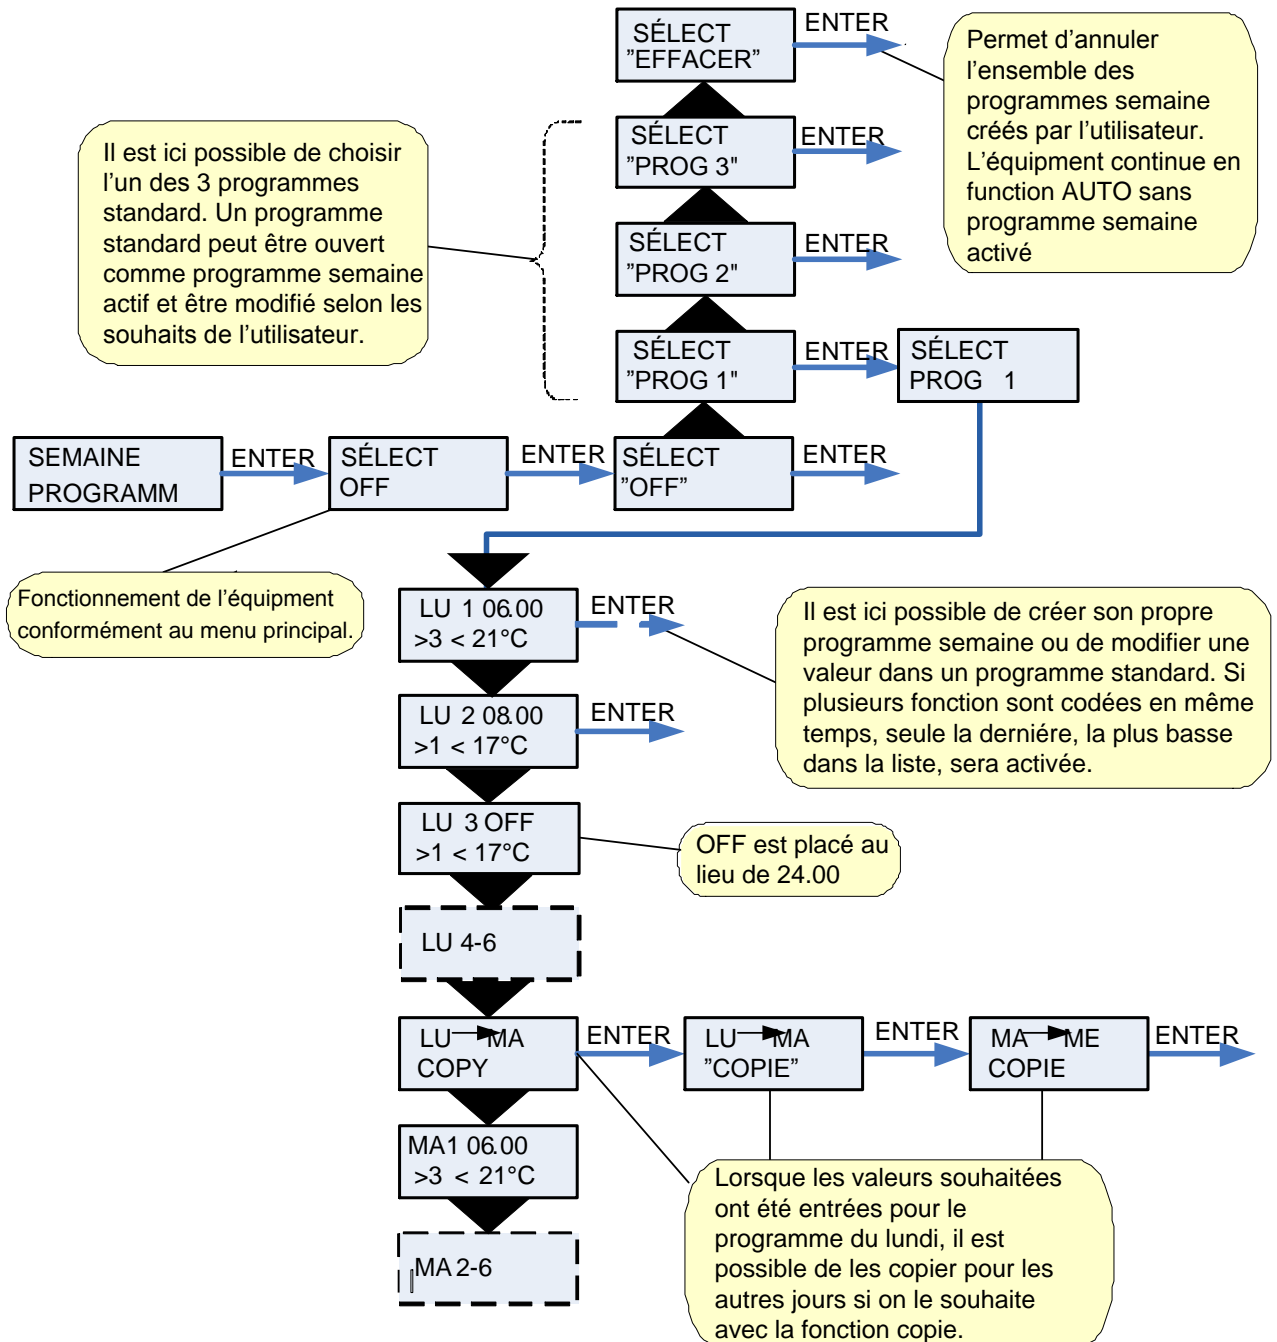 SÉLECT
"EFFACER"
ENTER
Permet d'annuler
l'ensemble des
programmes semaine
créés par l'utilisateur.
L'équipment continue en
function AUTO sans
programme semaine
activé
Il est ici possible de choisir
l'un des 3 programmes
standard. Un programme
standard peut être ouvert
comme programme semaine
actif et être modifié selon les
souhaits de l'utilisateur.
SÉLECT
"PROG 3"
ENTER
SÉLECT
"PROG 2"
ENTER
SÉLECT
"PROG 1"
ENTER
SÉLECT
PROG 1
SEMAINE
PROGRAMM
ENTER
SÉLECT
OFF
ENTER
SÉLECT
"OFF"
ENTER
Fonctionnement de l'équipment
conformément au menu principal.
LU 1 06.00
>3 < 21°C
ENTER
Il est ici possible de créer son propre
programme semaine ou de modifier une
valeur dans un programme standard. Si
plusieurs fonction sont codées en même
temps, seule la derniére, la plus basse
dans la liste, sera activée.
LU 2 08.00
>1 < 17°C
ENTER
LU 3 OFF
>1 < 17°C
OFF est placé au
lieu de 24.00
LU 4-6
LU → MA
COPY
ENTER
LU → MA
"COPIE"
ENTER
MA → ME
COPIE
ENTER
MA1 06.00
>3 < 21°C
Lorsque les valeurs souhaitées
ont été entrées pour le
programme du lundi, il est
possible de les copier pour les
autres jours si on le souhaite
avec la fonction copie.
MA 2-6